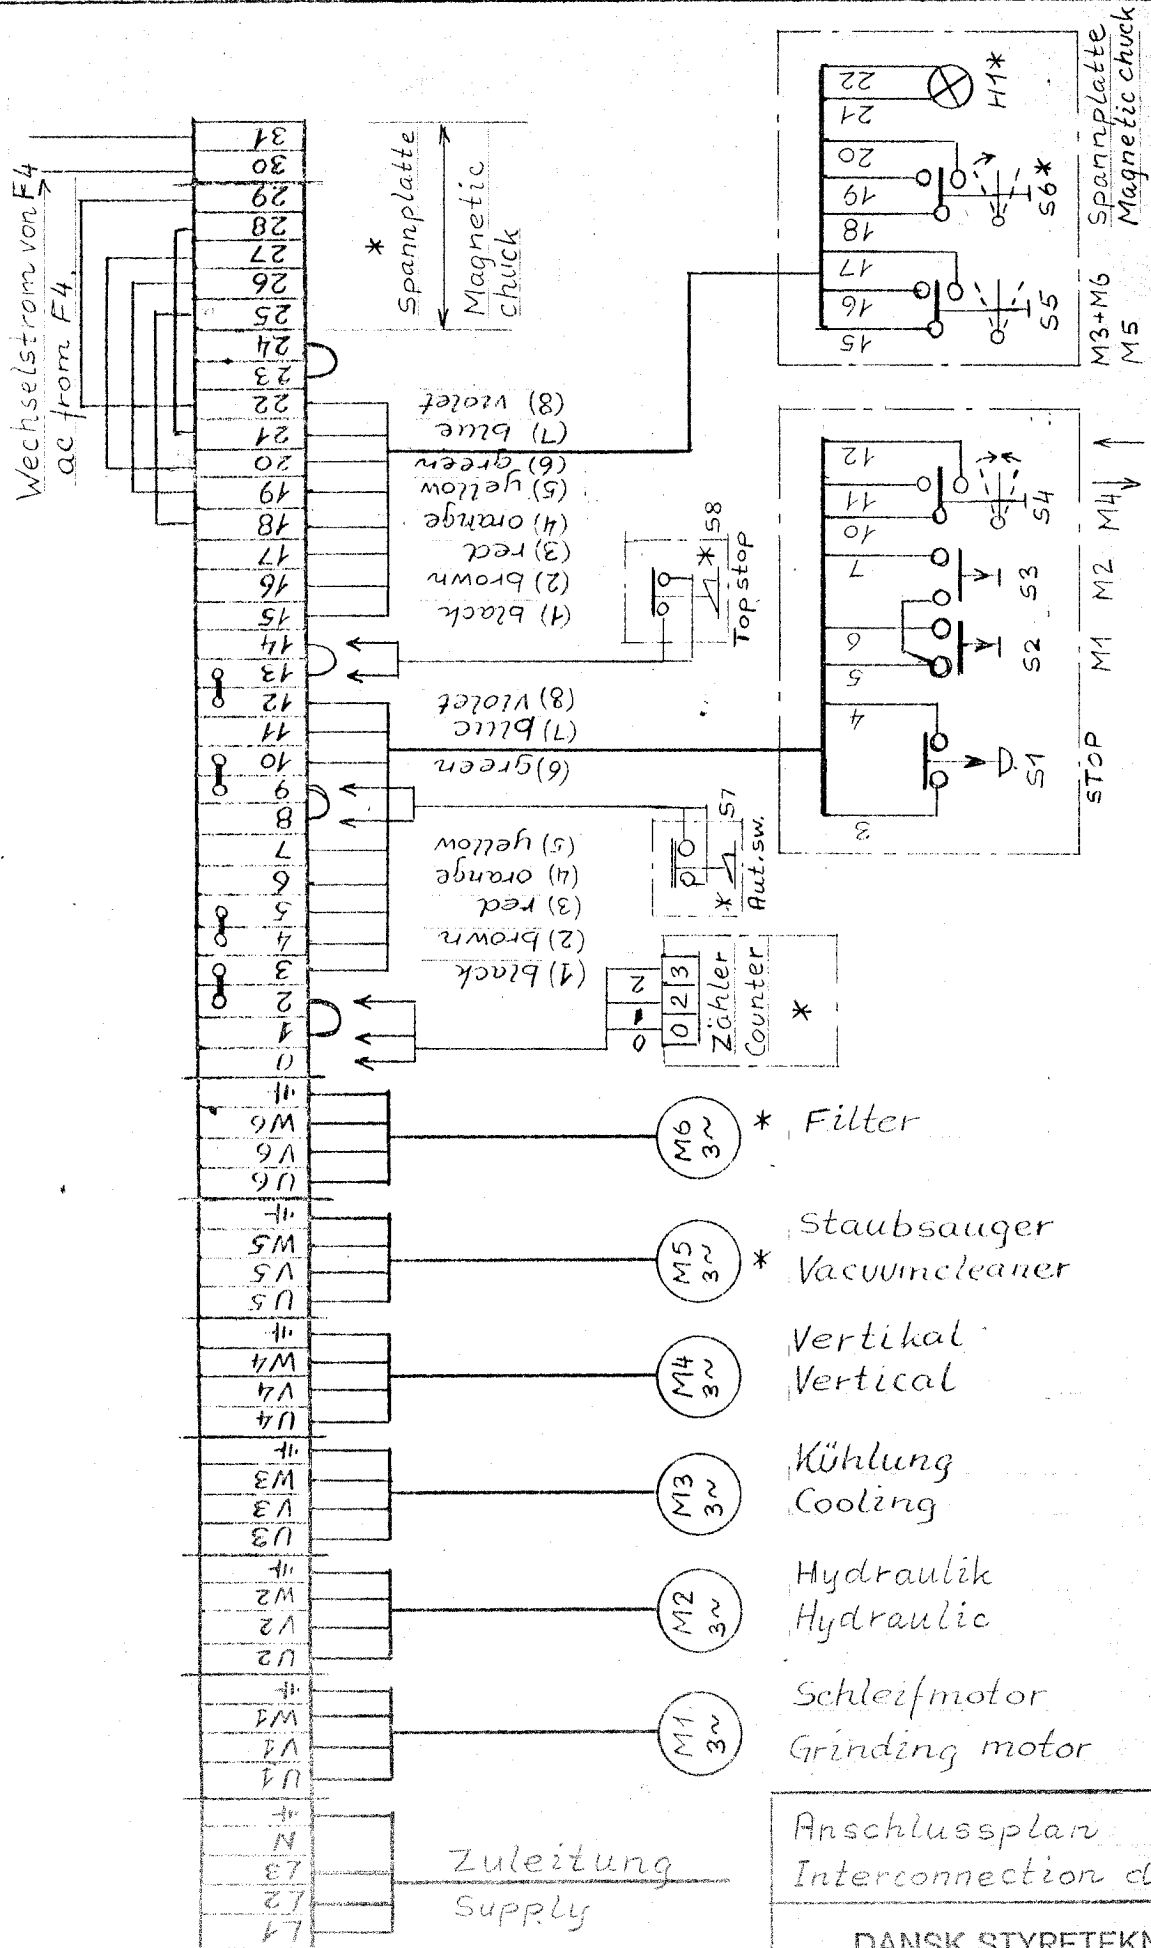 Wechselstrom von F4
ac from F4.
31
30
29
28
27
26
25
24
23
22
21
20
19
18
17
16
15
14
13
12
11
10
9
8
7
6
5
4
3
2
1
0
W6
V6
U6
W5
V5
U5
W4
V4
U4
W3
V3
U3
W2
V2
U2
W1
V1
U1
N
L3
L2
L1
*
Spannplatte
Magnetic
chuck
(8) violet
(7) blue
(6) green
(5) yellow
(4) orange
(3) red
(2) brown
(1) black
(8) violet
(7) blue
(6) green
(5) yellow
(4) orange
(3) red
(2) brown
(1) black
* S8
Top stop
* S7
Aut.sw.
0 1 2
0 2 3
Zähler
Counter
*
22
21
20
19
18
17
16
15
H1*
S6*
S5
Spannplatte
Magnetic chuck
M3+M6
M5
12
11
10
7
6
5
4
3
S4
S3
S2
S1
M4
M2
M1
STOP
M6
3~
* Filter
M5
3~
* Staubsauger
Vacuumcleaner
M4
3~
Vertikal
Vertical
M3
3~
Kühlung
Cooling
M2
3~
Hydraulik
Hydraulic
M1
3~
Schleifmotor
Grinding motor
Zuleitung
Supply
Anschlussplan
Interconnection d
DANSK STYRETEKN